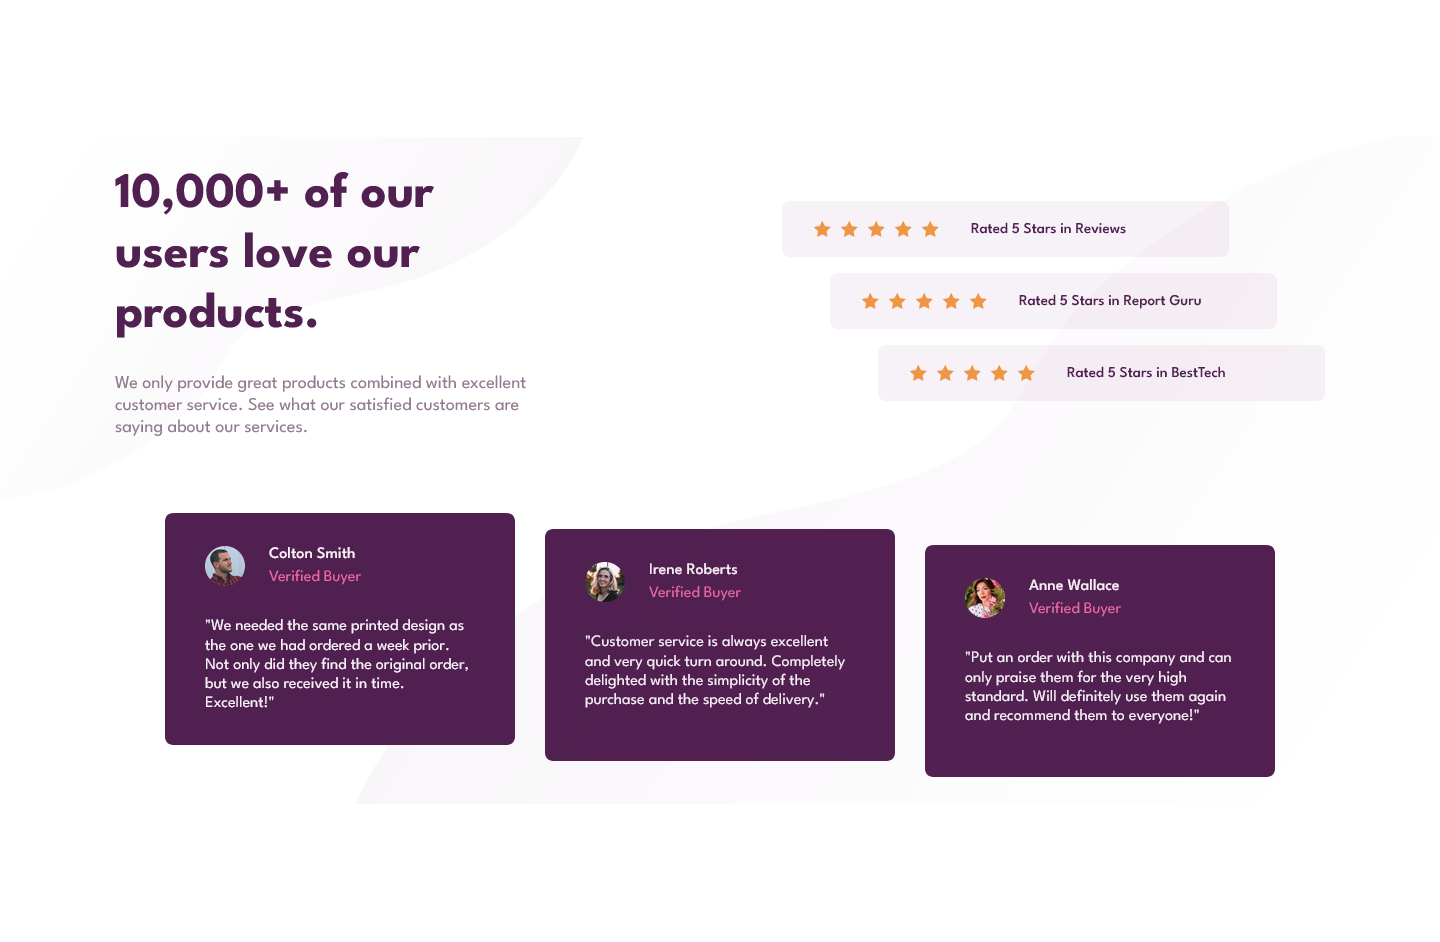 10,000+ of our
users love our
products.
We only provide great products combined with excellent
customer service. See what our satisfied customers are
saying about our services.
Rated 5 Stars in Reviews
Rated 5 Stars in Report Guru
Rated 5 Stars in BestTech
Colton Smith
Verified Buyer
"We needed the same printed design as
the one we had ordered a week prior.
Not only did they find the original order,
but we also received it in time.
Excellent!"
Irene Roberts
Verified Buyer
"Customer service is always excellent
and very quick turn around. Completely
delighted with the simplicity of the
purchase and the speed of delivery."
Anne Wallace
Verified Buyer
"Put an order with this company and can
only praise them for the very high
standard. Will definitely use them again
and recommend them to everyone!"